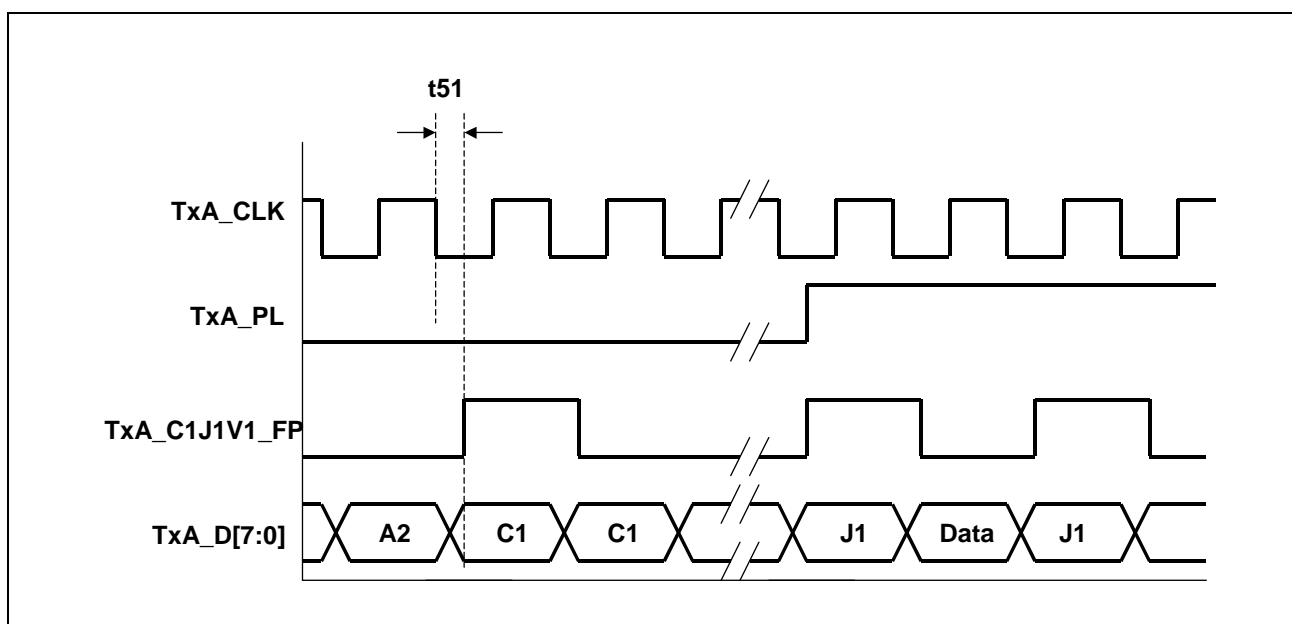 t51
TxA_CLK
TxA_PL
TxA_C1J1V1_FP
TxA_D[7:0]
A2
C1
C1
J1
Data
J1